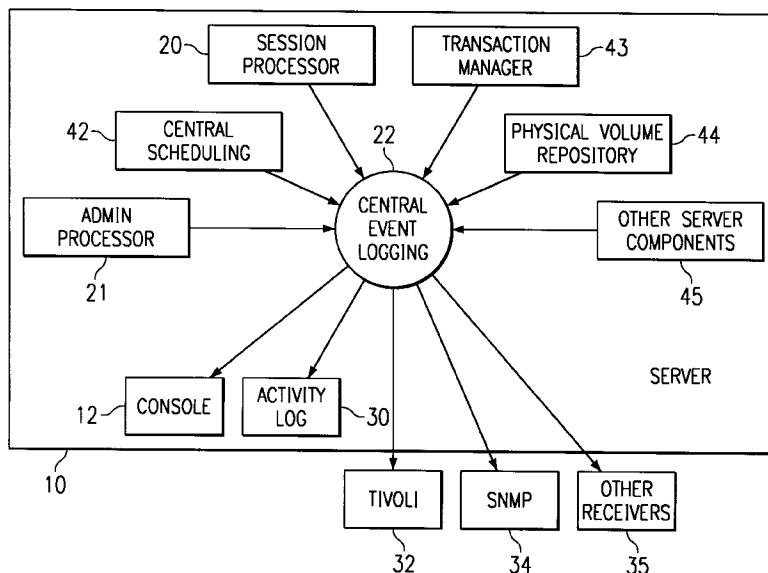 20
SESSION
PROCESSOR
TRANSACTION
MANAGER
43
42
CENTRAL
SCHEDULING
22
PHYSICAL VOLUME
REPOSITORY
44
CENTRAL
EVENT
LOGGING
ADMIN
PROCESSOR
21
OTHER SERVER
COMPONENTS
45
SERVER
12
CONSOLE
ACTIVITY
LOG
30
10
TIVOLI
32
SNMP
34
OTHER
RECEIVERS
35